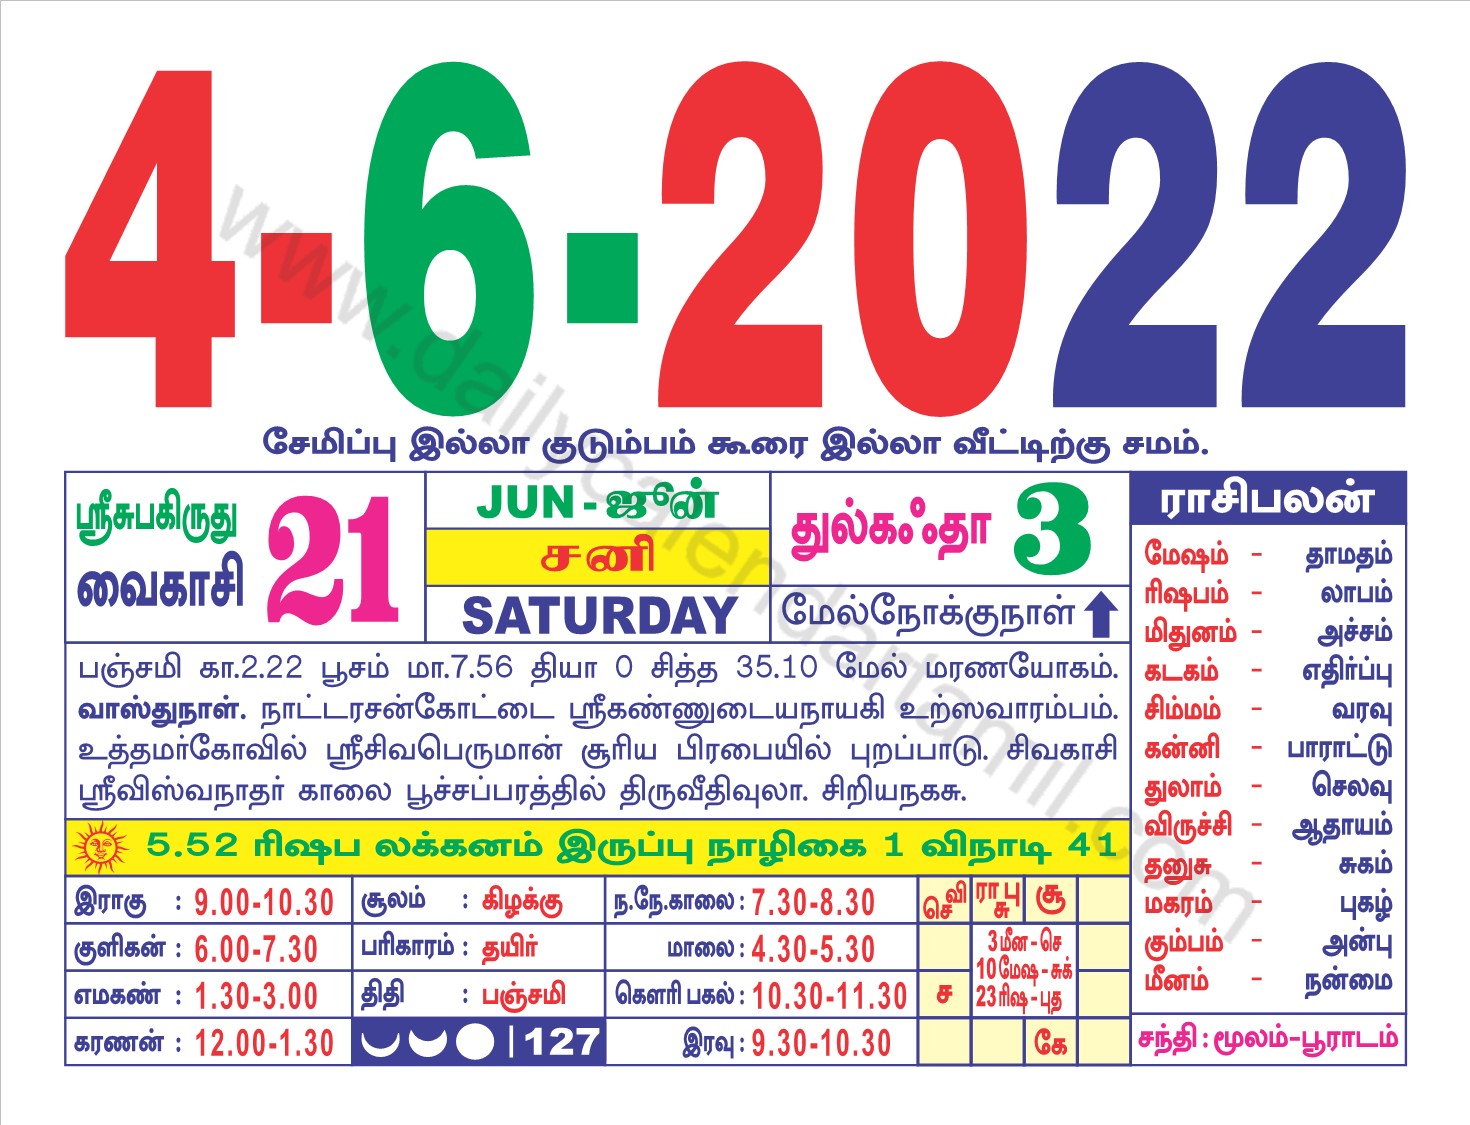 4-6-2022
சேமிப்பு இல்லா குடும்பம் கூரை இல்லா வீட்டிற்கு சமம்.
ஸ்ரீசுபகிருது
வைகாசி 21
JUN - ஜூன்
சனி
SATURDAY
துல்கஃதா 3
மேல்நோக்குநாள்
பஞ்சமி கா.2.22 பூசம் மா.7.56 தியா 0 சித்த 35.10 மேல் மரணயோகம்.
வாஸ்துநாள். நாட்டரசன்கோட்டை ஸ்ரீகண்ணுடையநாயகி உற்ஸவாரம்பம்.
உத்தமர்கோவில் ஸ்ரீசிவபெருமான் சூரிய பிரபையில் புறப்பாடு. சிவகாசி
ஸ்ரீவிஸ்வநாதர் காலை பூச்சப்பரத்தில் திருவீதிவுலா. சிறியநகசு.
5.52 ரிஷப லக்கனம் இருப்பு நாழிகை 1 விநாடி 41
இராகு : 9.00-10.30
குளிகன் : 6.00-7.30
எமகண் : 1.30-3.00
கரணன் : 12.00-1.30
சூலம் : கிழக்கு
பரிகாரம் : தயிர்
திதி : பஞ்சமி
127
ந.நே.காலை : 7.30-8.30
மாலை : 4.30-5.30
கௌரி பகல் : 10.30-11.30
இரவு : 9.30-10.30
செ வி ரா பு சு சூ
3 மீன - செ
10 மேஷ - சுக்
23 ரிஷ - புத
ச
கே
ராசிபலன்
மேஷம் - தாமதம்
ரிஷபம் - லாபம்
மிதுனம் - அச்சம்
கடகம் - எதிர்ப்பு
சிம்மம் - வரவு
கன்னி - பாராட்டு
துலாம் - செலவு
விருச்சி - ஆதாயம்
தனுசு - சுகம்
மகரம் - புகழ்
கும்பம் - அன்பு
மீனம் - நன்மை
சந்தி : மூலம்-பூராடம்
www.dailycalendartamil.com